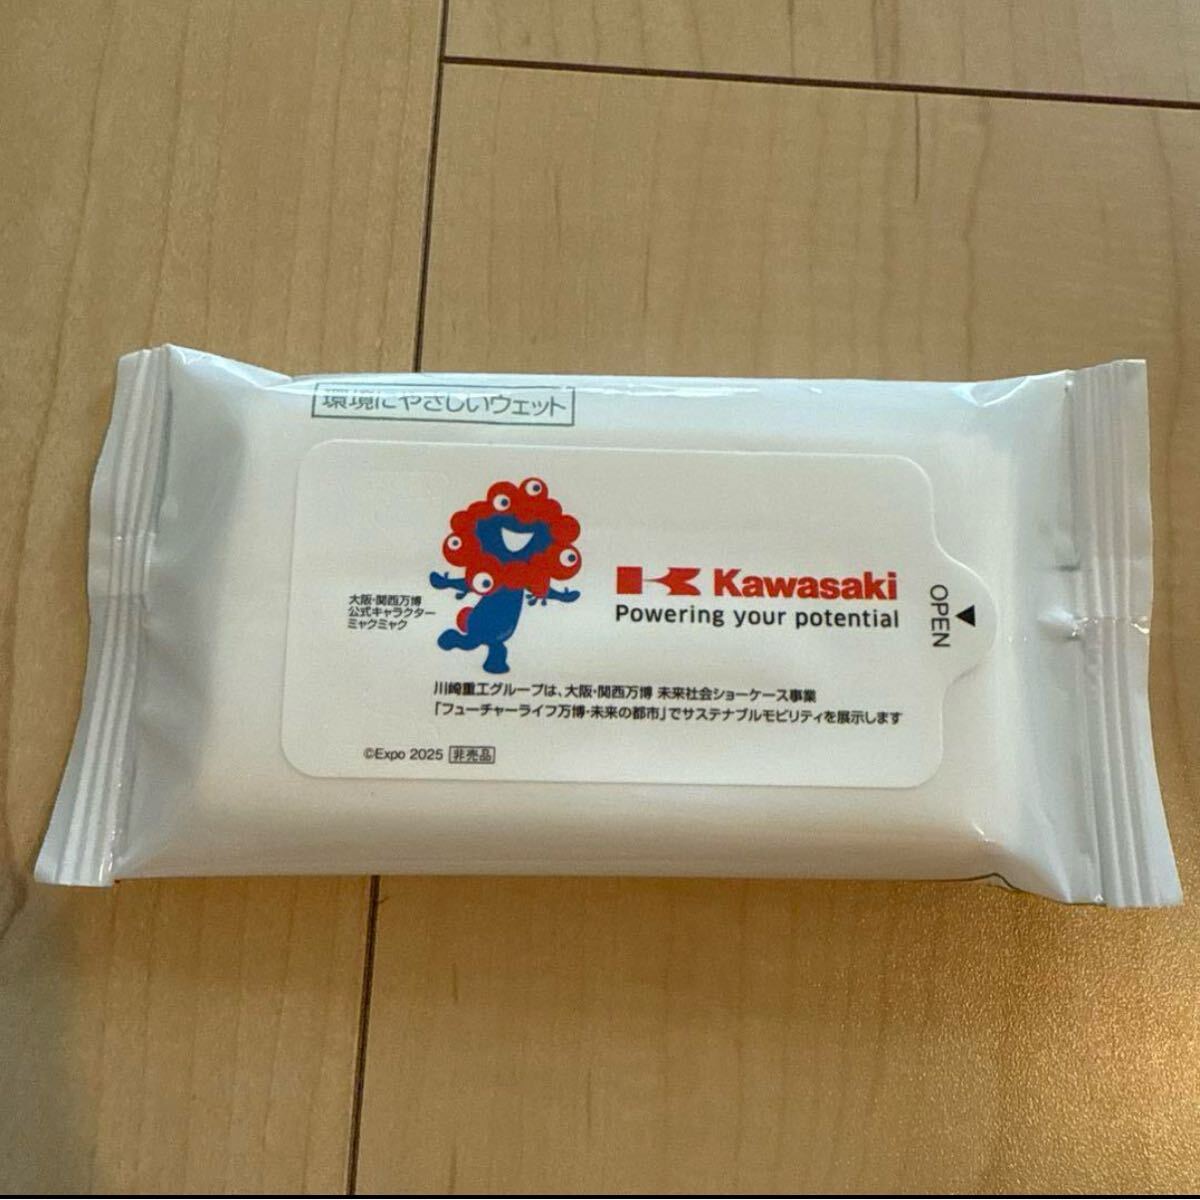 環境にやさしいウェット
大阪・関西万博
公式キャラクター
ミャクミャク
Kawasaki
Powering your potential
OPEN
川崎重工グループは、大阪・関西万博 未来社会ショーケース事業
「フューチャーライフ万博・未来の都市」でサステナブルモビリティを展示します
©Expo 2025 非売品